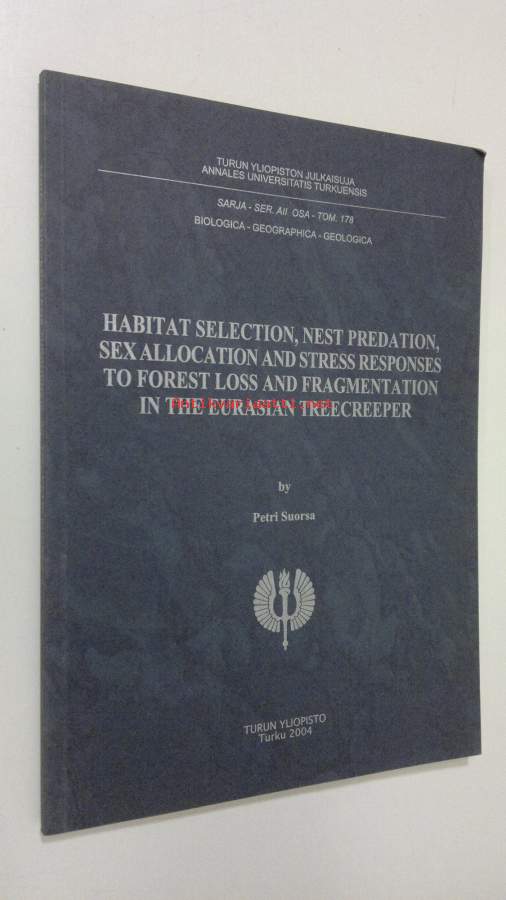 TURUN YLIOPISTON JULKAISUJA
ANNALES UNIVERSITATIS TURKUENSIS
SARJA - SER. AII OSA - TOM. 178
BIOLOGICA - GEOGRAPHICA - GEOLOGICA
HABITAT SELECTION, NEST PREDATION,
SEX ALLOCATION AND STRESS RESPONSES
TO FOREST LOSS AND FRAGMENTATION
IN THE EURASIAN TREECREEPER
by
Petri Suorsa
TURUN YLIOPISTO
Turku 2004